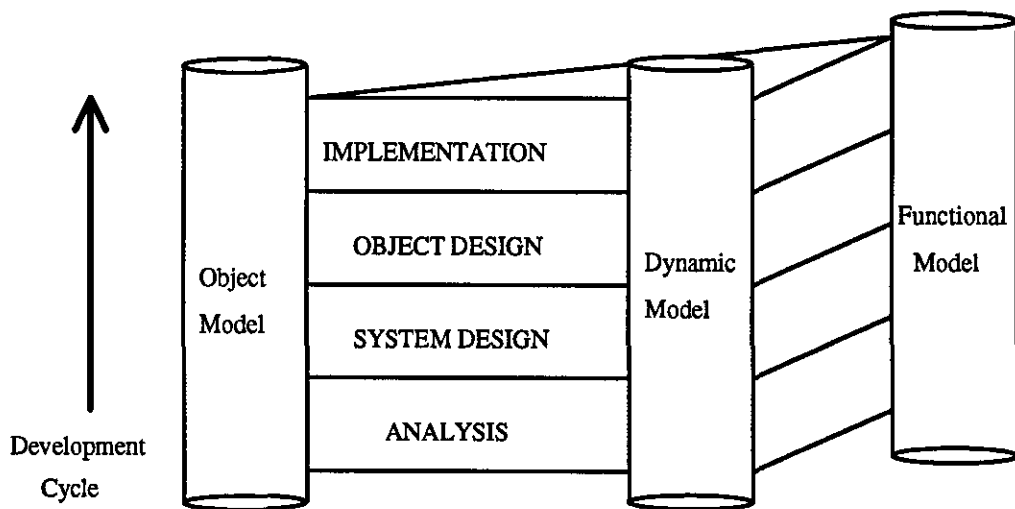 IMPLEMENTATION
OBJECT DESIGN
SYSTEM DESIGN
ANALYSIS
Object
Model
Dynamic
Model
Functional
Model
Development
Cycle